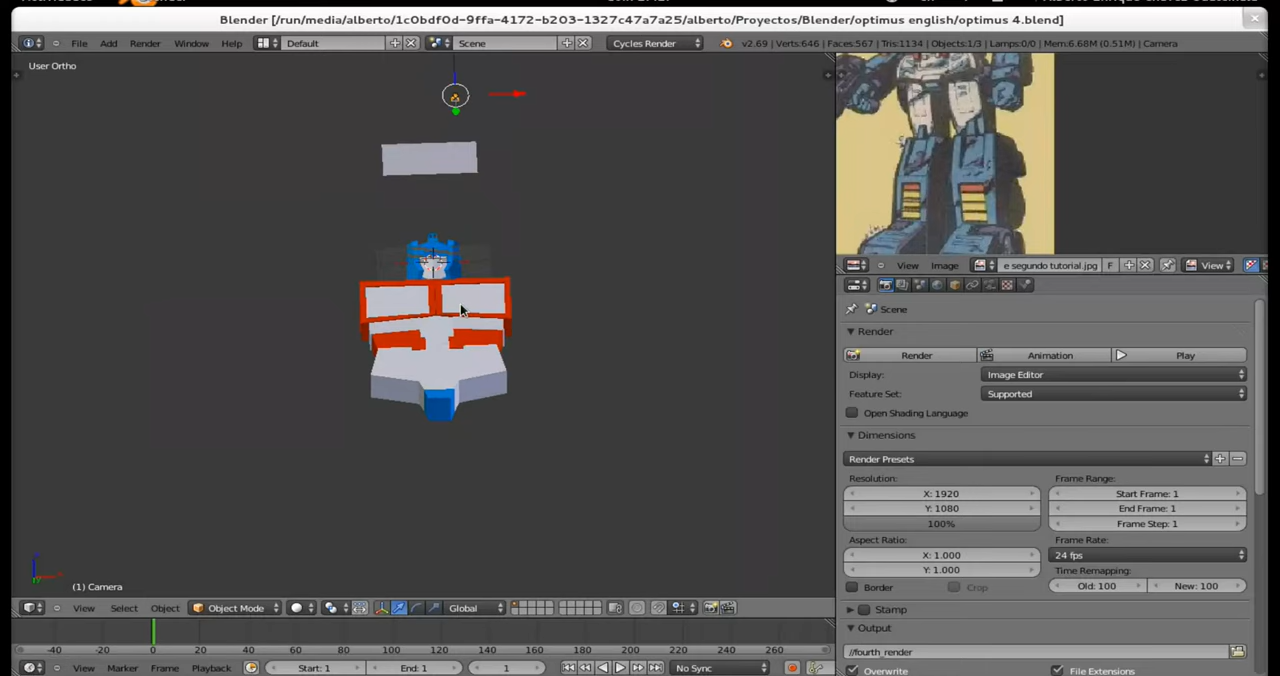 Blender [/run/media/alberto/1c0bdf0d-9ffa-4172-b203-1327c47a7a25/alberto/Proyectos/Blender/optimus english/optimus 4.blend]
File Add Render Window Help Default Scene Cycles Render v2.69 | Verts:646 | Faces:567 | Tris:1134 | Objects:1/3 | Lamps:0/0 | Mem:6.68M (0.51M) | Camera
User Ortho
View Image e segundo tutorial.jpg F View
Scene
Render
Render Animation Play
Display: Image Editor
Feature Set: Supported
Open Shading Language
Dimensions
Render Presets
Resolution: Frame Range:
X: 1920 Start Frame: 1
Y: 1080 End Frame: 1
100% Frame Step: 1
Aspect Ratio: Frame Rate:
X: 1.000 24 fps
Y: 1.000 Time Remapping:
Border Crop Old: 100 New: 100
(1) Camera
View Select Object Object Mode Global
Stamp
Output
-40 -20 0 20 40 60 80 100 120 140 160 180 200 220 240 260
//fourth_render
View Marker Frame Playback Start: 1 End: 1 1 No Sync
Overwrite File Extensions